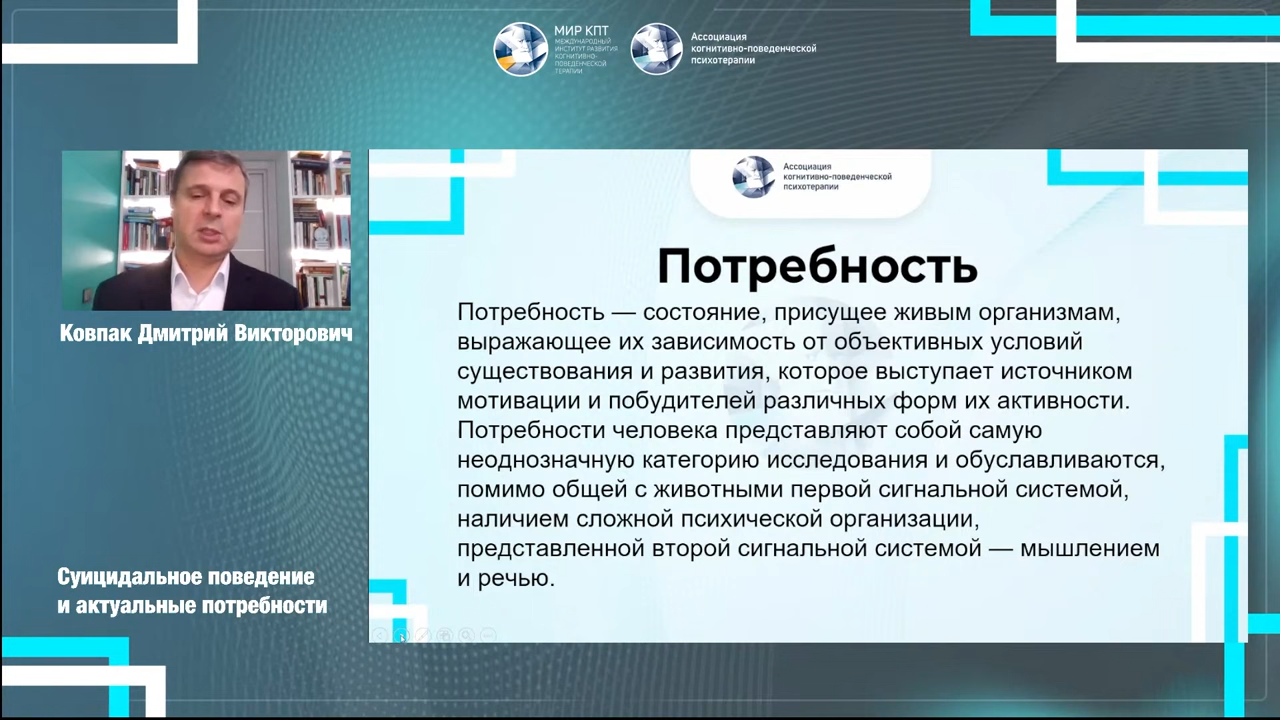 МИР КПТ
МЕЖДУНАРОДНЫЙ
ИНСТИТУТ РАЗВИТИЯ
КОГНИТИВНО-
ПОВЕДЕНЧЕСКОЙ
ТЕРАПИИ
Ассоциация
когнитивно-поведенческой
психотерапии
Ассоциация
когнитивно-поведенческой
психотерапии
Потребность
Потребность — состояние, присущее живым организмам,
выражающее их зависимость от объективных условий
существования и развития, которое выступает источником
мотивации и побудителей различных форм их активности.
Потребности человека представляют собой самую
неоднозначную категорию исследования и обуславливаются,
помимо общей с животными первой сигнальной системой,
наличием сложной психической организации,
представленной второй сигнальной системой — мышлением
и речью.
Ковпак Дмитрий Викторович
Суицидальное поведение
и актуальные потребности